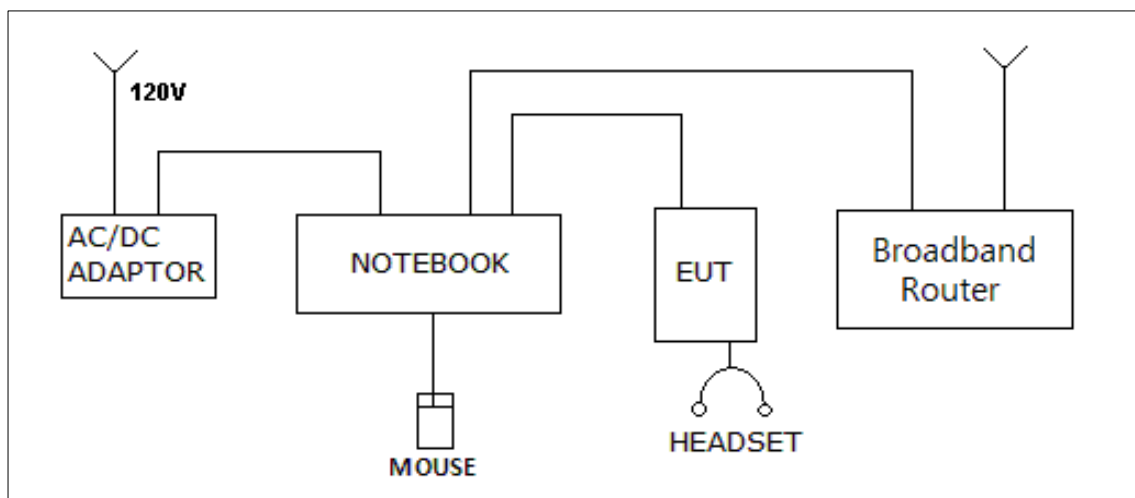 120V
AC/DC
ADAPTOR
NOTEBOOK
EUT
Broadband
Router
MOUSE
HEADSET